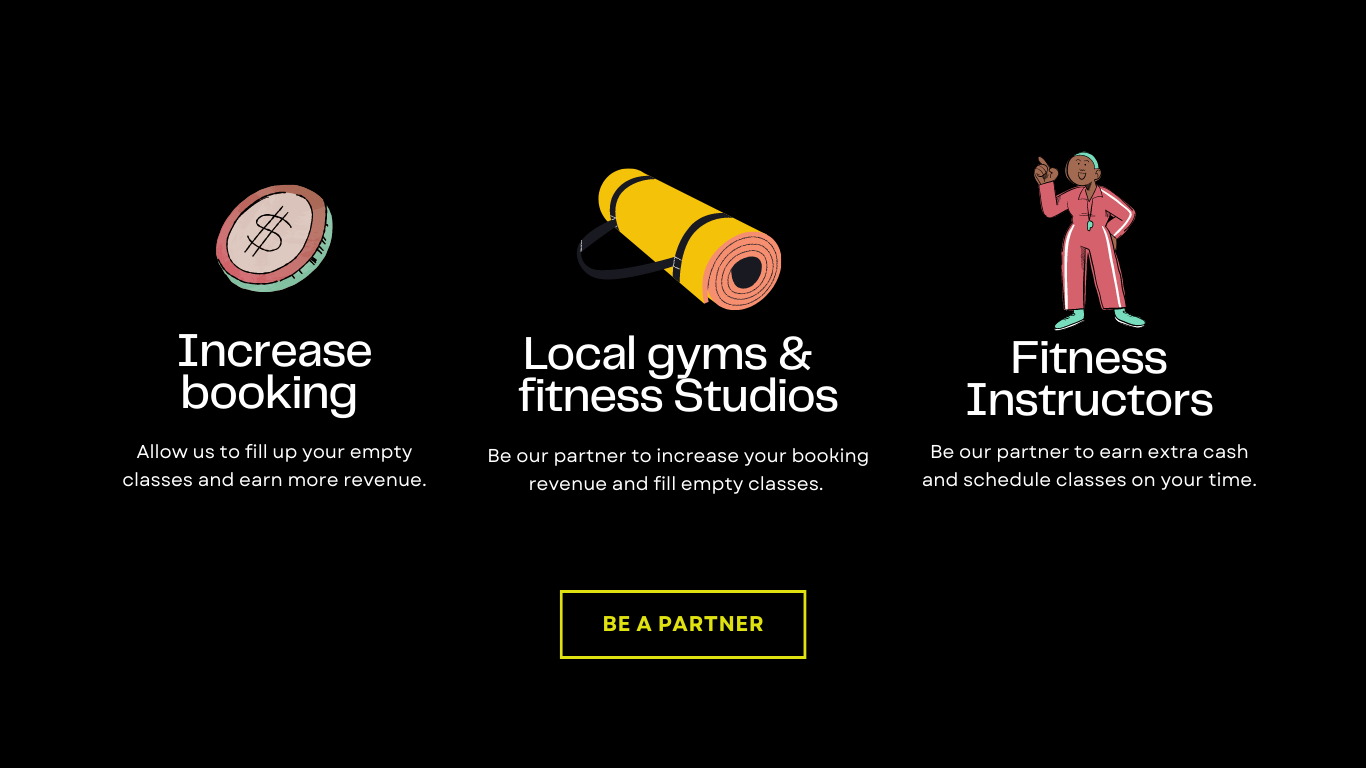 Increase
booking
Allow us to fill up your empty
classes and earn more revenue.
Local gyms &
fitness Studios
Be our partner to increase your booking
revenue and fill empty classes.
Fitness
Instructors
Be our partner to earn extra cash
and schedule classes on your time.
BE A PARTNER